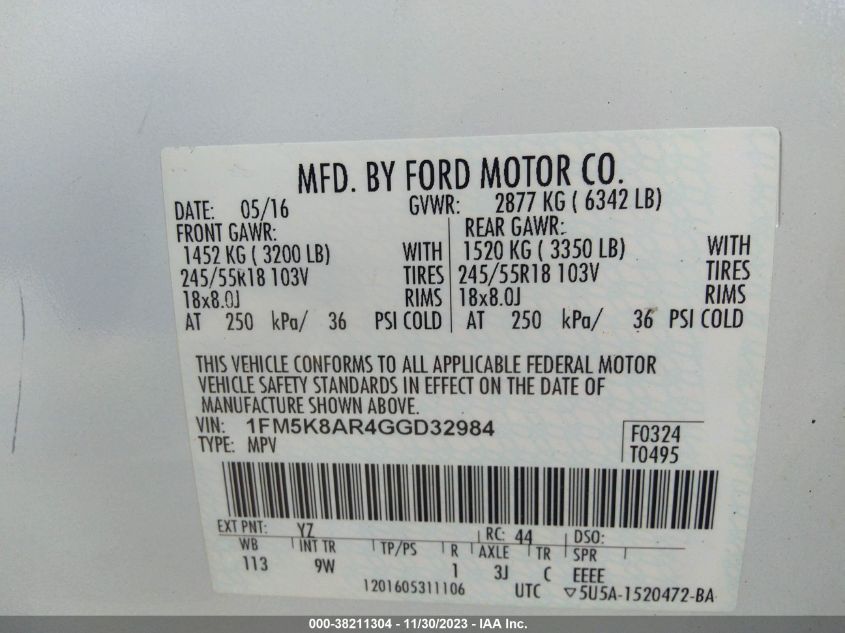 MFD. BY FORD MOTOR CO.
DATE: 05/16 GVWR: 2877 KG ( 6342 LB)
FRONT GAWR: REAR GAWR:
1452 KG ( 3200 LB) WITH 1520 KG ( 3350 LB) WITH
245/55R18 103V TIRES 245/55R18 103V TIRES
18x8.0J RIMS 18x8.0J RIMS
AT 250 kPa/ 36 PSI COLD AT 250 kPa/ 36 PSI COLD
THIS VEHICLE CONFORMS TO ALL APPLICABLE FEDERAL MOTOR
VEHICLE SAFETY STANDARDS IN EFFECT ON THE DATE OF
MANUFACTURE SHOWN ABOVE.
VIN: 1FM5K8AR4GGD32984
TYPE: MPV
F0324
T0495
EXT PNT: YZ RC: 44 DSO:
WB INT TR TP/PS R AXLE TR SPR
113 9W 1 3J C EEEE
1201605311106 UTC ▽5U5A-1520472-BA
000-38211304 - 11/30/2023 - IAA Inc.